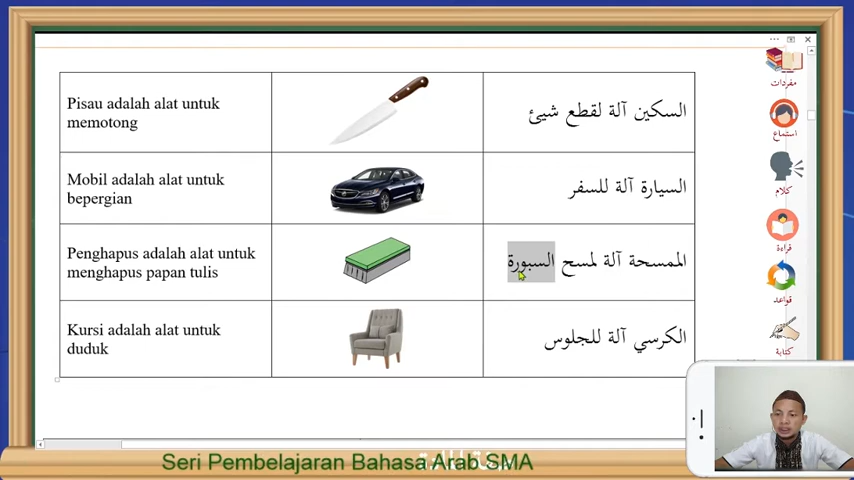 Pisau adalah alat untuk
memotong
السكين آلة لقطع شيئ
Mobil adalah alat untuk
bepergian
السيارة آلة للسفر
Penghapus adalah alat untuk
menghapus papan tulis
الممسحة آلة لمسح السبورة
Kursi adalah alat untuk
duduk
الكرسي آلة للجلوس
مفردات
استماع
كلام
قراءة
قواعد
كتابة
Seri Pembelajaran Bahasa Arab SMA